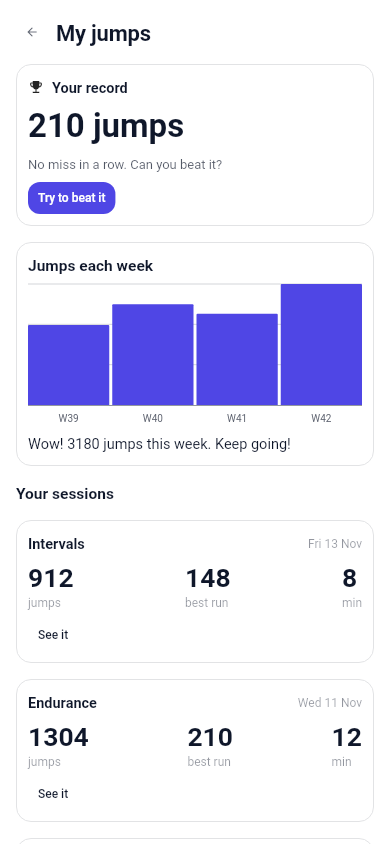 My jumps
Your record
210 jumps
No miss in a row. Can you beat it?
Try to beat it
Jumps each week
W39 W40 W41 W42
Wow! 3180 jumps this week. Keep going!
Your sessions
Intervals Fri 13 Nov
912 148 8
jumps best run min
See it
Endurance Wed 11 Nov
1304 210 12
jumps best run min
See it